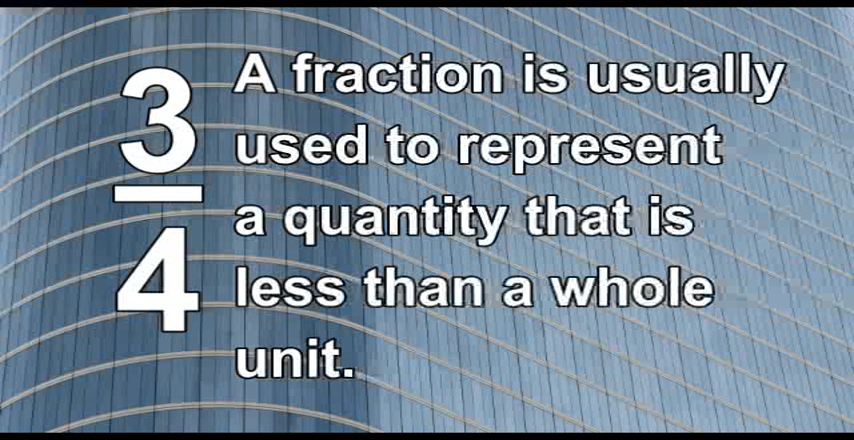 3
4
A fraction is usually
used to represent
a quantity that is
less than a whole
unit.